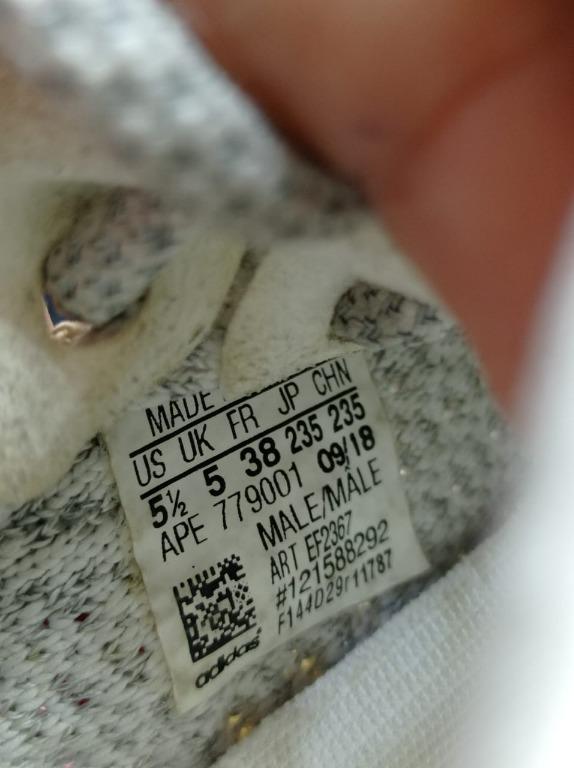 MADE
US UK FR JP CHN
5½ 5 38 235 235
APE 779001 09/18
MALE/MÂLE
ART EF2367
#121588292
F144D29r11787
adidas